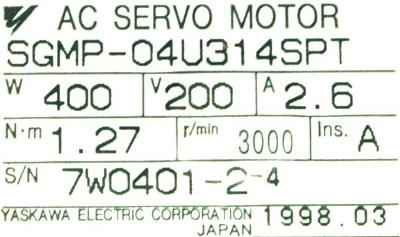 AC SERVO MOTOR
SGMP-04U314SPT
W 400 V 200 A 2.6
N·m 1.27 r/min 3000 Ins. A
S/N 7W0401-2-4
YASKAWA ELECTRIC CORPORATION 1998.03
JAPAN